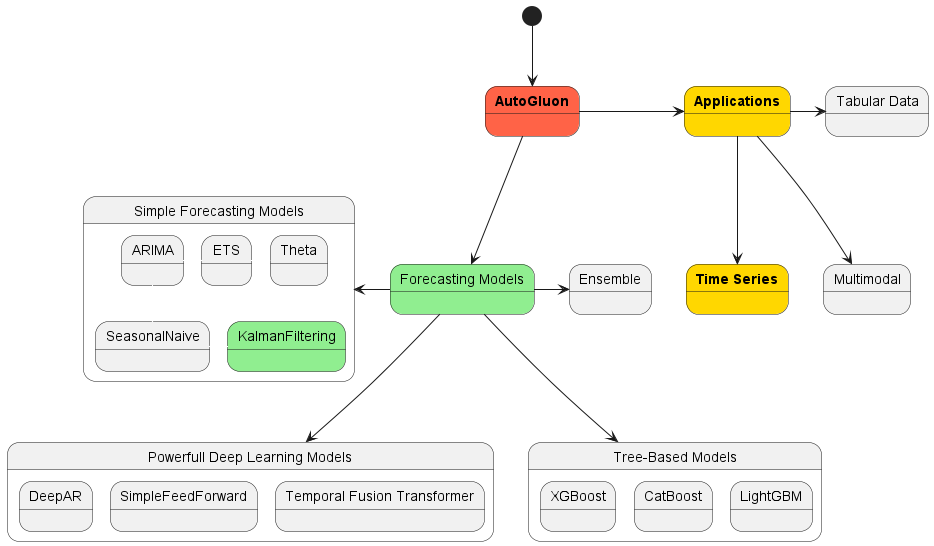 AutoGluon
Applications
Tabular Data
Simple Forecasting Models
ARIMA
ETS
Theta
SeasonalNaive
KalmanFiltering
Forecasting Models
Ensemble
Time Series
Multimodal
Powerfull Deep Learning Models
DeepAR
SimpleFeedForward
Temporal Fusion Transformer
Tree-Based Models
XGBoost
CatBoost
LightGBM